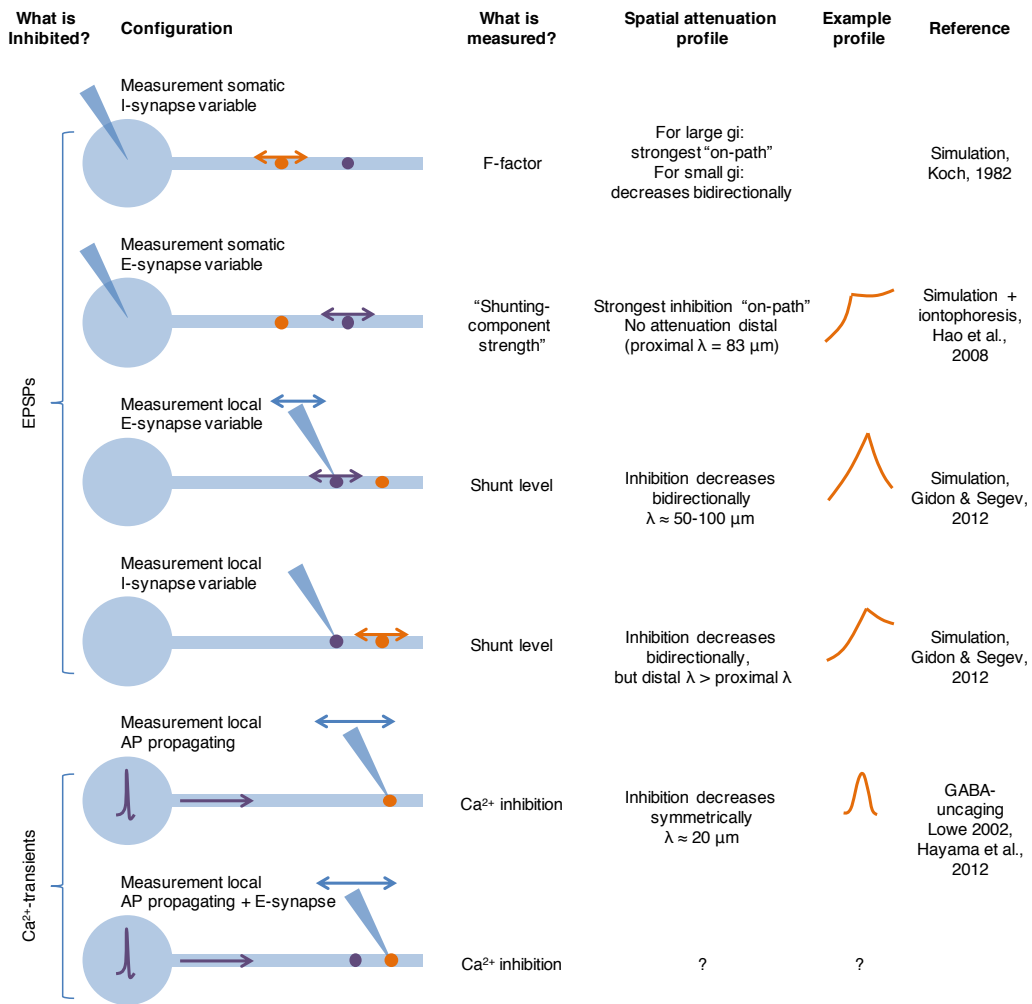 What is
Inhibited?
Configuration
What is
measured?
Spatial attenuation
profile
Example
profile
Reference
EPSPs
Measurement somatic
I-synapse variable
F-factor
For large gi:
strongest “on-path”
For small gi:
decreases bidirectionally
Simulation,
Koch, 1982
Measurement somatic
E-synapse variable
“Shunting-
component
strength”
Strongest inhibition “on-path”
No attenuation distal
(proximal λ = 83 µm)
Simulation +
iontophoresis,
Hao et al.,
2008
Measurement local
E-synapse variable
Shunt level
Inhibition decreases
bidirectionally
λ ≈ 50-100 µm
Simulation,
Gidon & Segev,
2012
Measurement local
I-synapse variable
Shunt level
Inhibition decreases
bidirectionally,
but distal λ > proximal λ
Simulation,
Gidon & Segev,
2012
Ca²⁺-transients
Measurement local
AP propagating
Ca²⁺ inhibition
Inhibition decreases
symmetrically
λ ≈ 20 µm
GABA-
uncaging
Lowe 2002,
Hayama et al.,
2012
Measurement local
AP propagating + E-synapse
Ca²⁺ inhibition
?
?